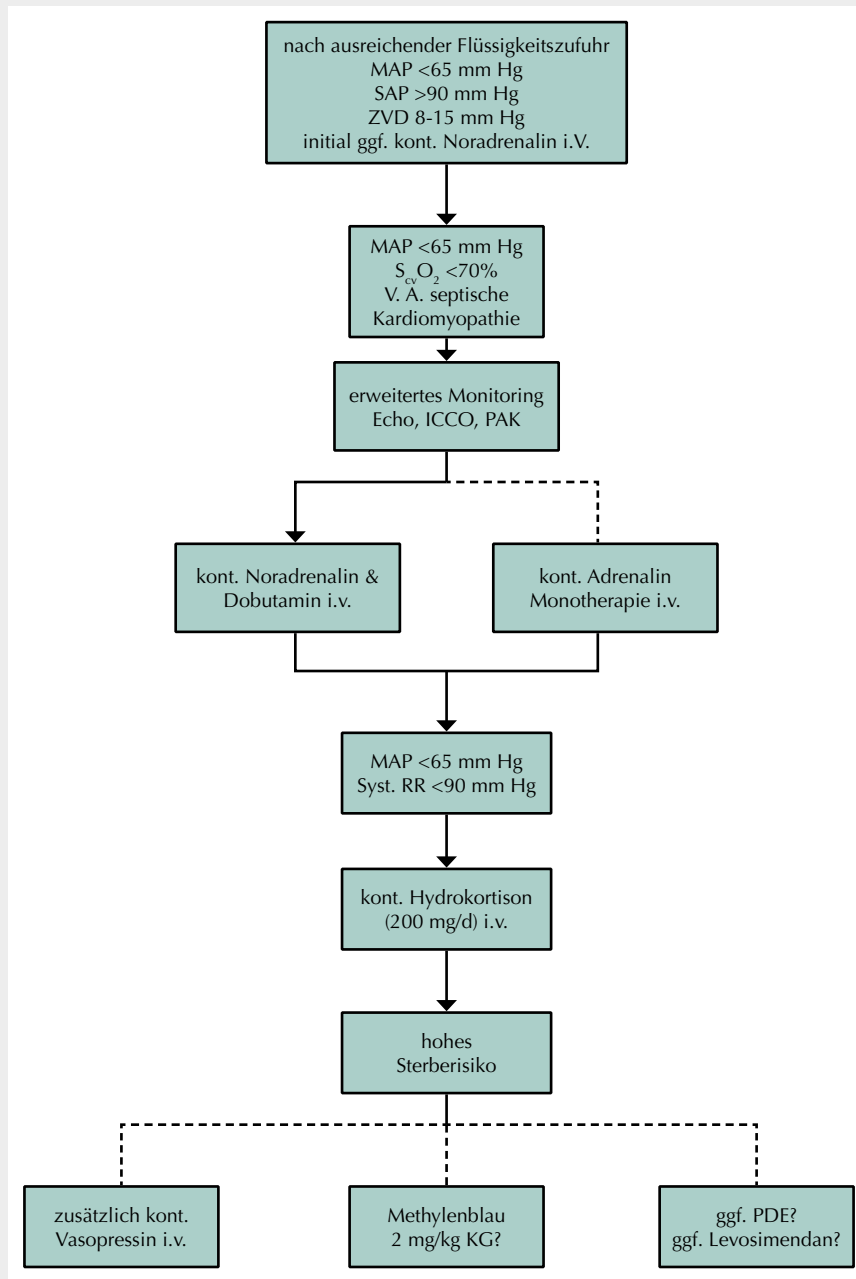 nach ausreichender Flüssigkeitszufuhr
MAP <65 mm Hg
SAP >90 mm Hg
ZVD 8-15 mm Hg
initial ggf. kont. Noradrenalin i.V.
MAP <65 mm Hg
ScvO2 <70%
V. A. septische
Kardiomyopathie
erweitertes Monitoring
Echo, ICCO, PAK
kont. Noradrenalin &
Dobutamin i.v.
kont. Adrenalin
Monotherapie i.v.
MAP <65 mm Hg
Syst. RR <90 mm Hg
kont. Hydrokortison
(200 mg/d) i.v.
hohes
Sterberisiko
zusätzlich kont.
Vasopressin i.v.
Methylenblau
2 mg/kg KG?
ggf. PDE?
ggf. Levosimendan?